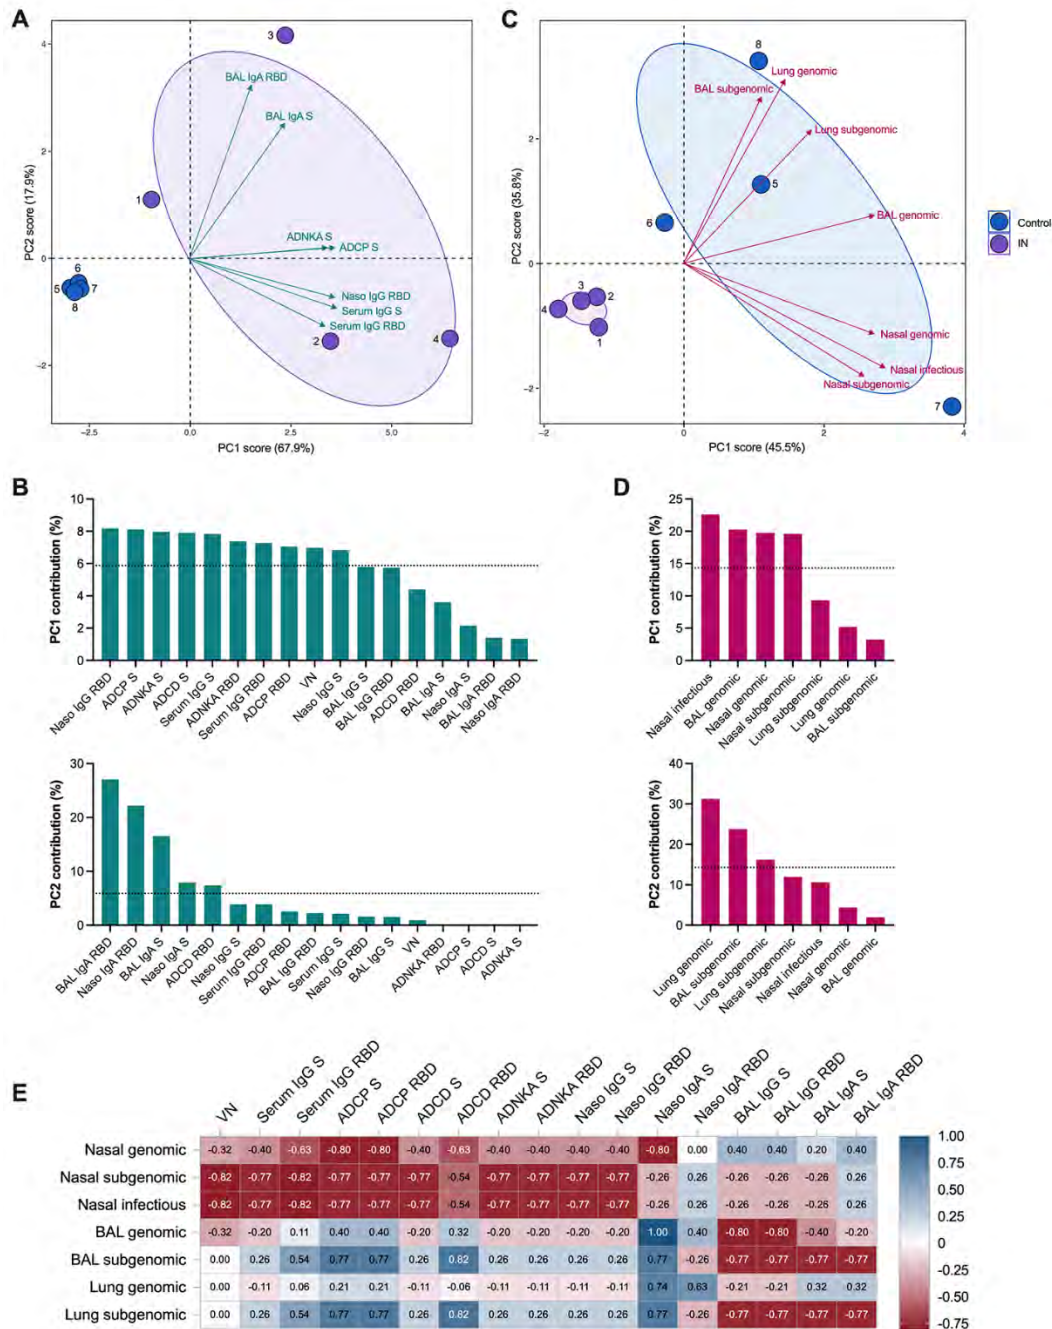 A
PC2 score (17.9%)
4
2
0
−2
−2.5
0.0
2.5
5.0
PC1 score (67.9%)
3
BAL IgA RBD
BAL IgA S
1
ADNKA S
ADCP S
6
5
7
8
Naso IgG RBD
Serum IgG S
Serum IgG RBD
2
4
C
PC2 score (35.8%)
2
0
−2
−2
0
2
4
PC1 score (45.5%)
8
Lung genomic
BAL subgenomic
Lung subgenomic
5
BAL genomic
6
3
2
4
1
Nasal genomic
Nasal infectious
Nasal subgenomic
7
Control
IN
B
PC1 contribution (%)
10
8
6
4
2
0
Naso IgG RBD
ADCP S
ADNKA S
ADCD S
Serum IgG S
ADNKA RBD
Serum IgG RBD
ADCP RBD
VN
Naso IgG S
BAL IgG S
BAL IgG RBD
ADCD RBD
BAL IgA S
Naso IgA S
BAL IgA RBD
Naso IgA RBD
PC2 contribution (%)
30
20
10
0
BAL IgA RBD
Naso IgA RBD
BAL IgA S
Naso IgA S
ADCD RBD
Naso IgG S
Serum IgG RBD
ADCP RBD
BAL IgG RBD
Serum IgG S
Naso IgG RBD
BAL IgG S
VN
ADNKA RBD
ADCP S
ADCD S
ADNKA S
D
PC1 contribution (%)
25
20
15
10
5
0
Nasal infectious
BAL genomic
Nasal genomic
Nasal subgenomic
Lung subgenomic
Lung genomic
BAL subgenomic
PC2 contribution (%)
40
30
20
10
0
Lung genomic
BAL subgenomic
Lung subgenomic
Nasal subgenomic
Nasal infectious
Nasal genomic
BAL genomic
E
VN
Serum IgG S
Serum IgG RBD
ADCP S
ADCP RBD
ADCD S
ADCD RBD
ADNKA S
ADNKA RBD
Naso IgG S
Naso IgG RBD
Naso IgA S
Naso IgA RBD
BAL IgG S
BAL IgG RBD
BAL IgA S
BAL IgA RBD
Nasal genomic -0.32 -0.40 -0.63 -0.80 -0.80 -0.40 -0.63 -0.40 -0.40 -0.40 -0.40 -0.80 0.00 0.40 0.40 0.20 0.40
Nasal subgenomic -0.82 -0.77 -0.82 -0.77 -0.77 -0.77 -0.54 -0.77 -0.77 -0.77 -0.77 -0.26 0.26 -0.26 -0.26 -0.26 0.26
Nasal infectious -0.82 -0.77 -0.82 -0.77 -0.77 -0.77 -0.54 -0.77 -0.77 -0.77 -0.77 -0.26 0.26 -0.26 -0.26 -0.26 0.26
BAL genomic -0.32 -0.20 0.11 0.40 0.40 -0.20 0.32 -0.20 -0.20 -0.20 -0.20 1.00 0.40 -0.80 -0.80 -0.40 -0.20
BAL subgenomic 0.00 0.26 0.54 0.77 0.77 0.26 0.82 0.26 0.26 0.26 0.26 0.77 -0.26 -0.77 -0.77 -0.77 -0.77
Lung genomic 0.00 -0.11 0.06 0.21 0.21 -0.11 -0.06 -0.11 -0.11 -0.11 -0.11 0.74 0.63 -0.21 -0.21 0.32 0.32
Lung subgenomic 0.00 0.26 0.54 0.77 0.77 0.26 0.82 0.26 0.26 0.26 0.26 0.77 -0.26 -0.77 -0.77 -0.77 -0.77
1.00
0.75
0.50
0.25
0
-0.25
-0.50
-0.75